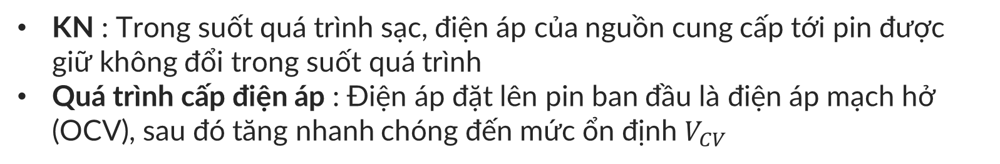 • KN : Trong suốt quá trình sạc, điện áp của nguồn cung cấp tới pin được
giữ không đổi trong suốt quá trình
• Quá trình cấp điện áp : Điện áp đặt lên pin ban đầu là điện áp mạch hở
(OCV), sau đó tăng nhanh chóng đến mức ổn định V_{CV}